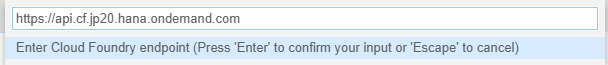 https://api.cf.jp20.hana.ondemand.com
Enter Cloud Foundry endpoint (Press 'Enter' to confirm your input or 'Escape' to cancel)